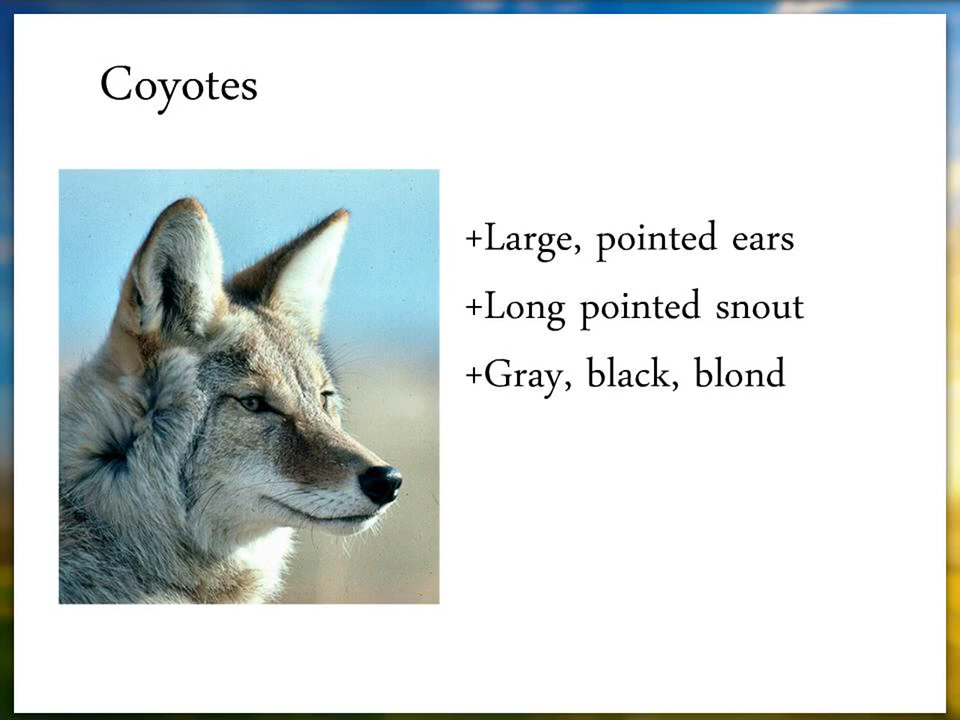 Coyotes
+Large, pointed ears
+Long pointed snout
+Gray, black, blond